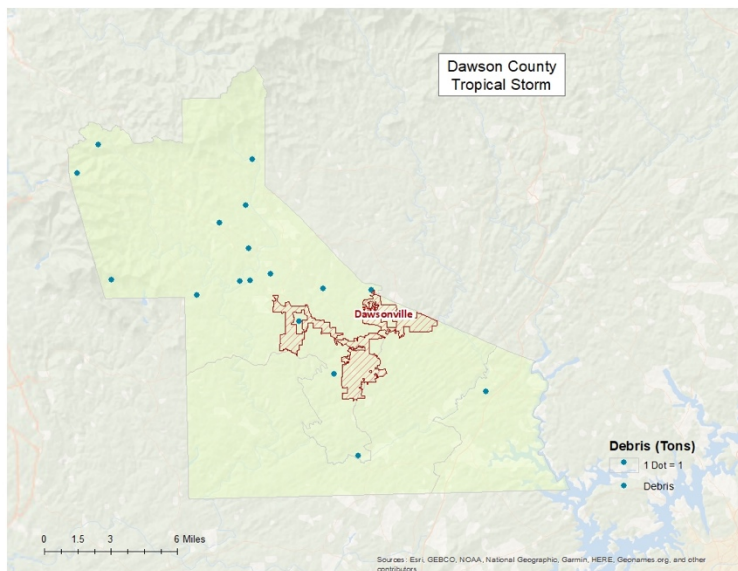 Dawson County
Tropical Storm
Dawsonville
Debris (Tons)
1 Dot = 1
Debris
0 1.5 3 6 Miles
Sources: Esri, GEBCO, NOAA, National Geographic, Garmin, HERE, Geonames.org, and other
contributors